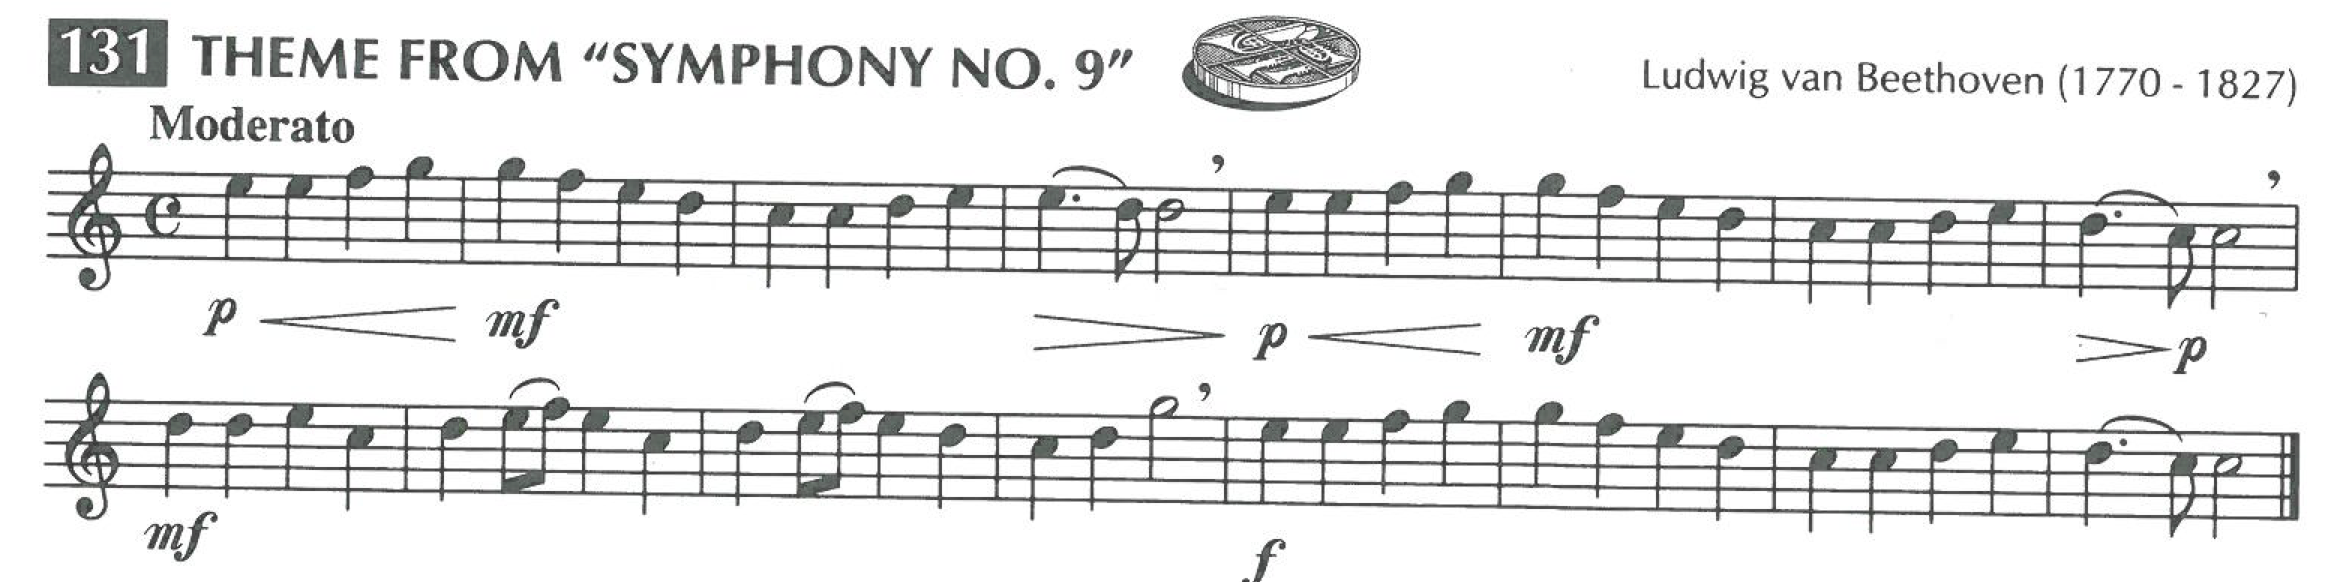 131 THEME FROM “SYMPHONY NO. 9” Ludwig van Beethoven (1770 - 1827)
Moderato
p mf p mf p
mf f